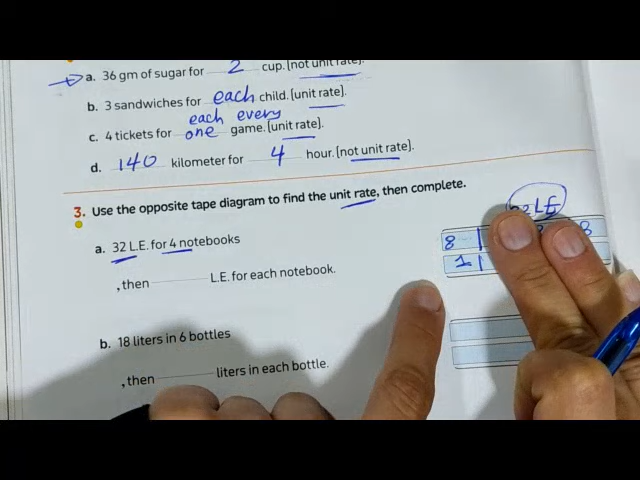 a. 36 gm of sugar for 2 cup. (not unit rate).
b. 3 sandwiches for each child. (unit rate).
each every
c. 4 tickets for one game. (unit rate).
d. 140 kilometer for 4 hour. (not unit rate).
3. Use the opposite tape diagram to find the unit rate, then complete.
a. 32 L.E. for 4 notebooks
LE
8 8
1
, then L.E. for each notebook.
b. 18 liters in 6 bottles
, then liters in each bottle.